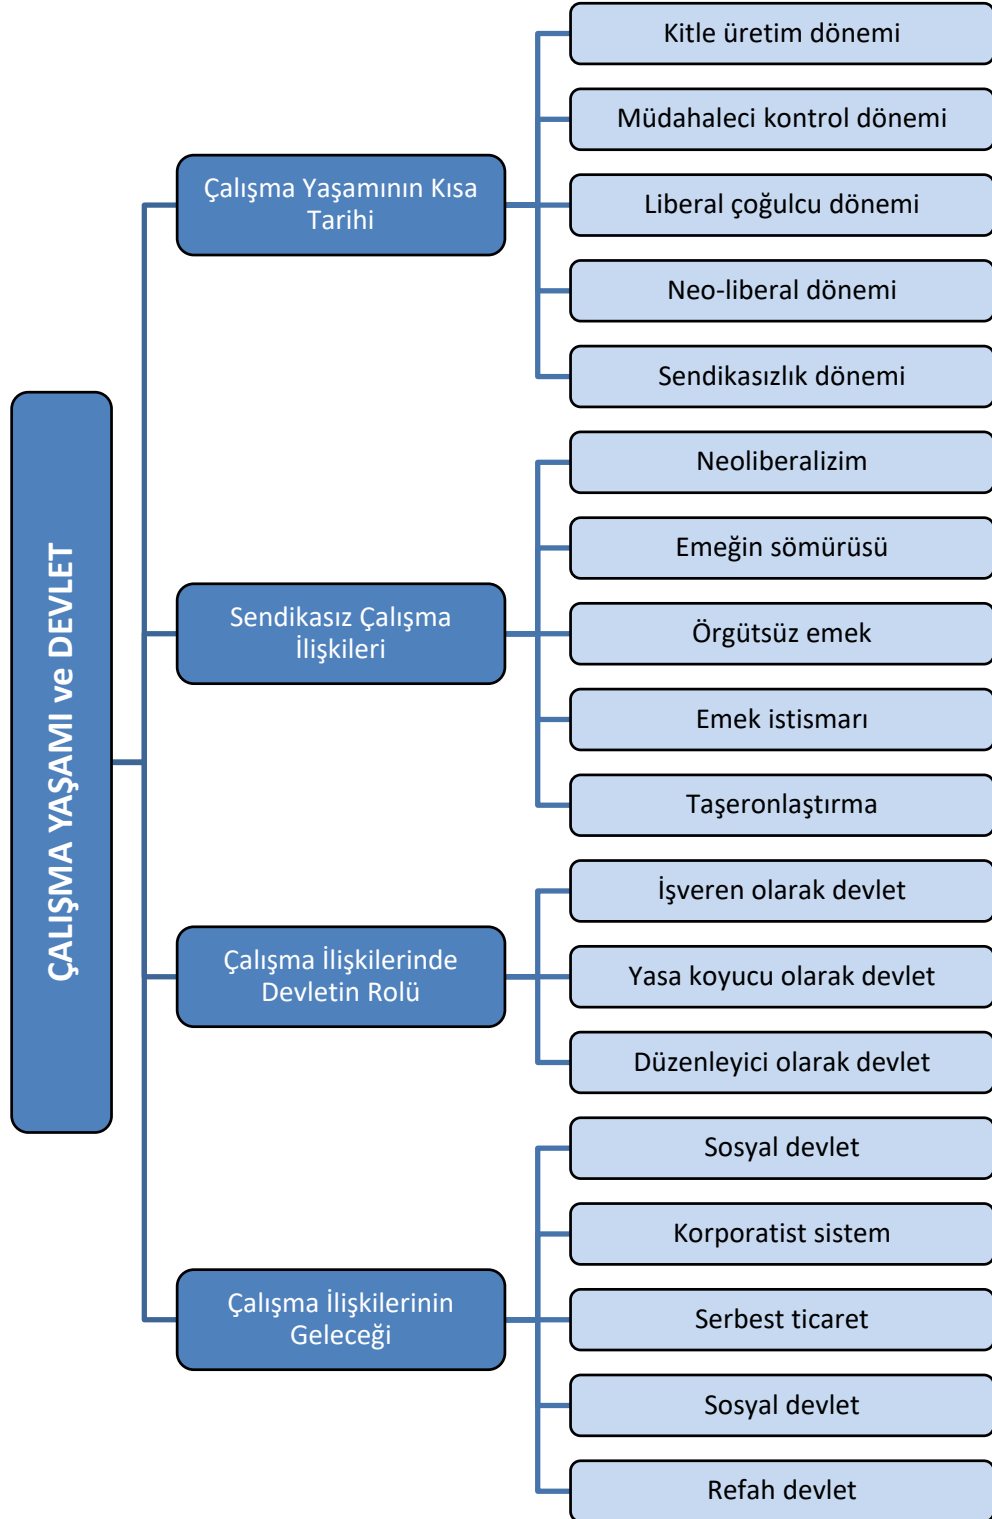 ÇALIŞMA YAŞAMI ve DEVLET
Çalışma Yaşamının Kısa
Tarihi
Kitle üretim dönemi
Müdahaleci kontrol dönemi
Liberal çoğulcu dönemi
Neo-liberal dönemi
Sendikasızlık dönemi
Sendikasız Çalışma
İlişkileri
Neoliberalizim
Emeğin sömürüsü
Örgütsüz emek
Emek istismarı
Taşeronlaştırma
Çalışma İlişkilerinde
Devletin Rolü
İşveren olarak devlet
Yasa koyucu olarak devlet
Düzenleyici olarak devlet
Çalışma İlişkilerinin
Geleceği
Sosyal devlet
Korporatist sistem
Serbest ticaret
Sosyal devlet
Refah devlet